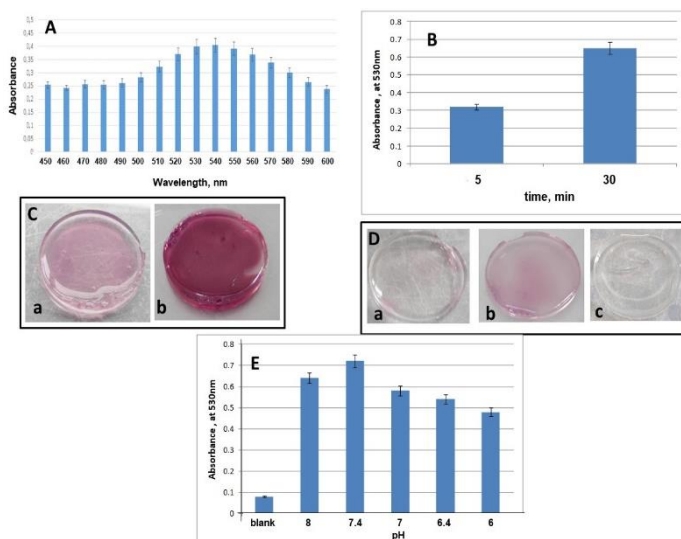 A
Absorbance
0,5
0,45
0,4
0,35
0,3
0,25
0,2
0,15
0,1
0,05
0
450 460 470 480 490 500 510 520 530 540 550 560 570 580 590 600
Wavelength, nm
B
Absorbance , at 530nm
0.8
0.7
0.6
0.5
0.4
0.3
0.2
0.1
0
5 30
time, min
C
a b
D
a b c
E
Absorbance , at 530nm
0.8
0.7
0.6
0.5
0.4
0.3
0.2
0.1
0
blank 8 7.4 7 6.4 6
pH